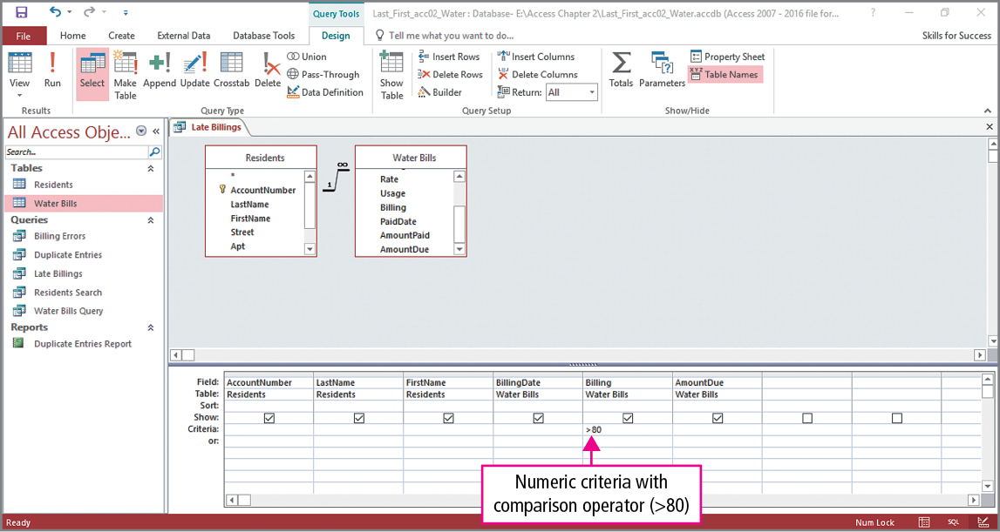 Query Tools
Last_First_acc02_Water : Database- E:\Access Chapter 2\Last_First_acc02_Water.accdb (Access 2007 - 2016 file for...
?
File Home Create External Data Database Tools Design Tell me what you want to do... Skills for Success
View
Run
Select
Make Table
Append
Update
Crosstab
Delete
Union
Pass-Through
Data Definition
Show Table
Insert Rows
Delete Rows
Builder
Insert Columns
Delete Columns
Return: All
Totals
Parameters
Property Sheet
XYZ Table Names
Results Query Type Query Setup Show/Hide
All Access Obje... «
Search...
Tables
Residents
Water Bills
Queries
Billing Errors
Duplicate Entries
Late Billings
Residents Search
Water Bills Query
Reports
Duplicate Entries Report
Late Billings
Residents
*
AccountNumber
LastName
FirstName
Street
Apt
1 ∞
Water Bills
Rate
Usage
Billing
PaidDate
AmountPaid
AmountDue
Field: AccountNumber LastName FirstName BillingDate Billing AmountDue
Table: Residents Residents Residents Water Bills Water Bills Water Bills
Sort:
Show:
Criteria: >80
or:
Numeric criteria with
comparison operator (>80)
Ready Num Lock SQL